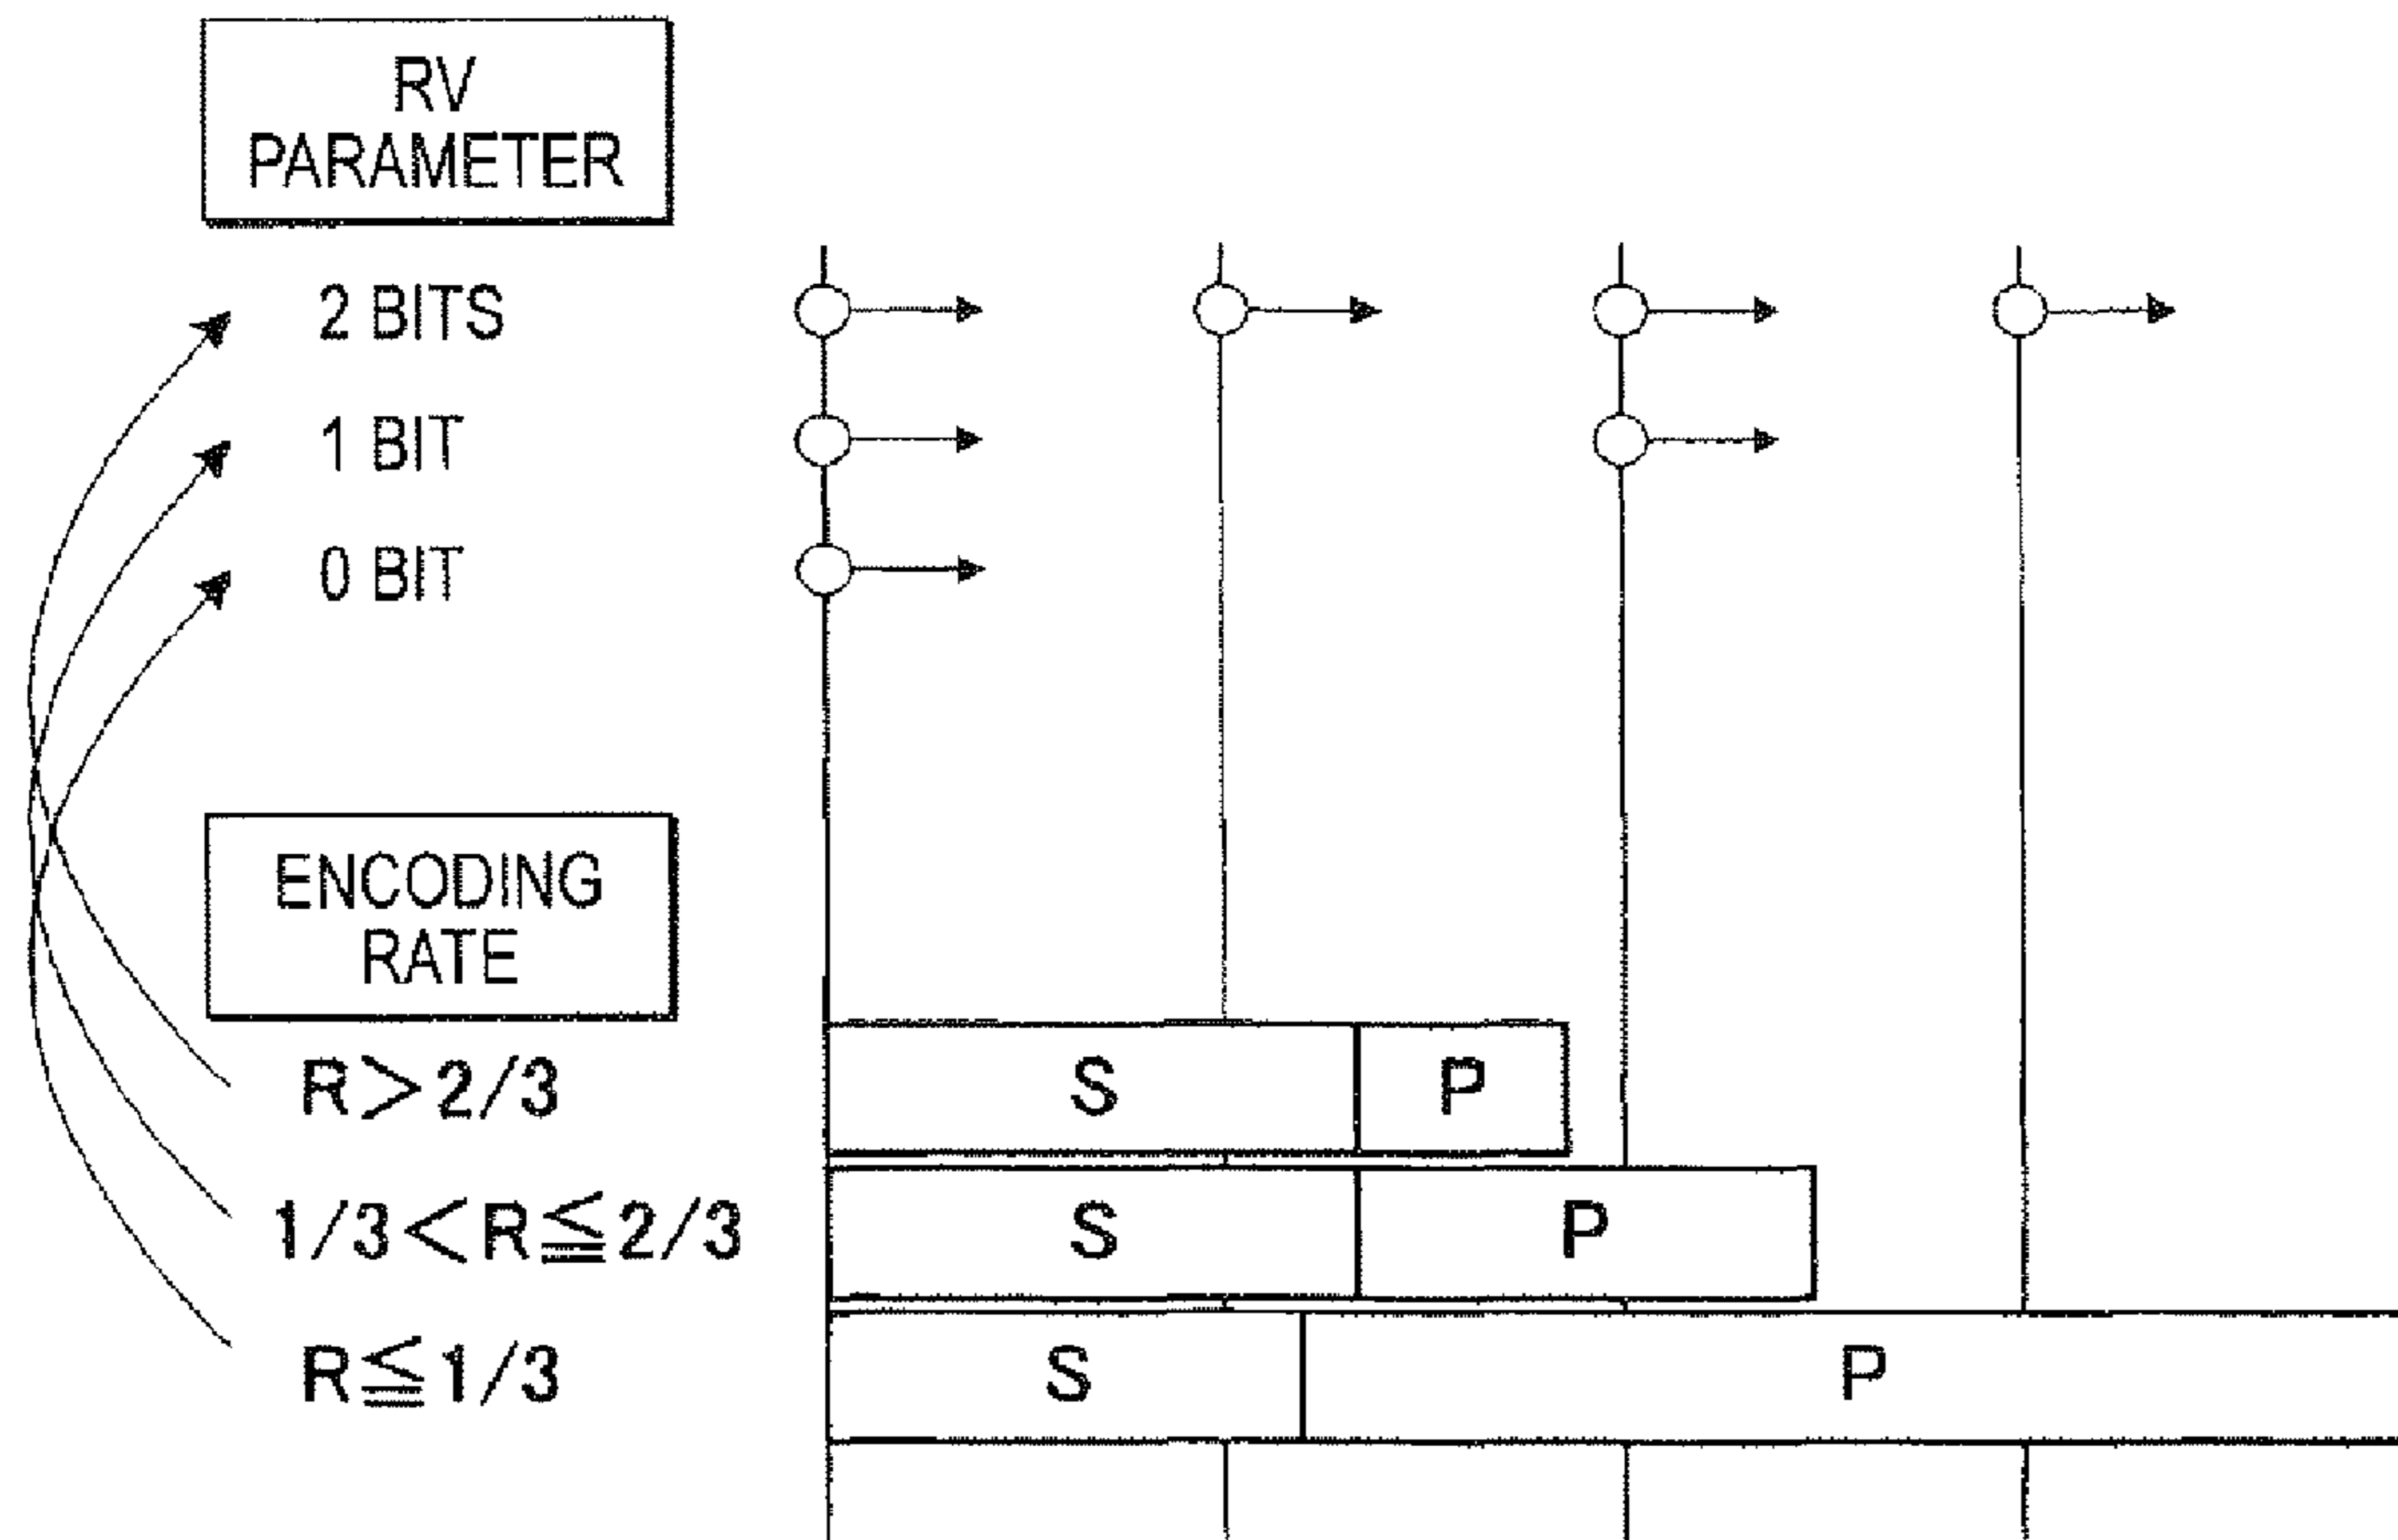 RV
PARAMETER
2 BITS
1 BIT
0 BIT
ENCODING
RATE
R>2/3
S P
1/3<R≦2/3
S P
R≦1/3
S P